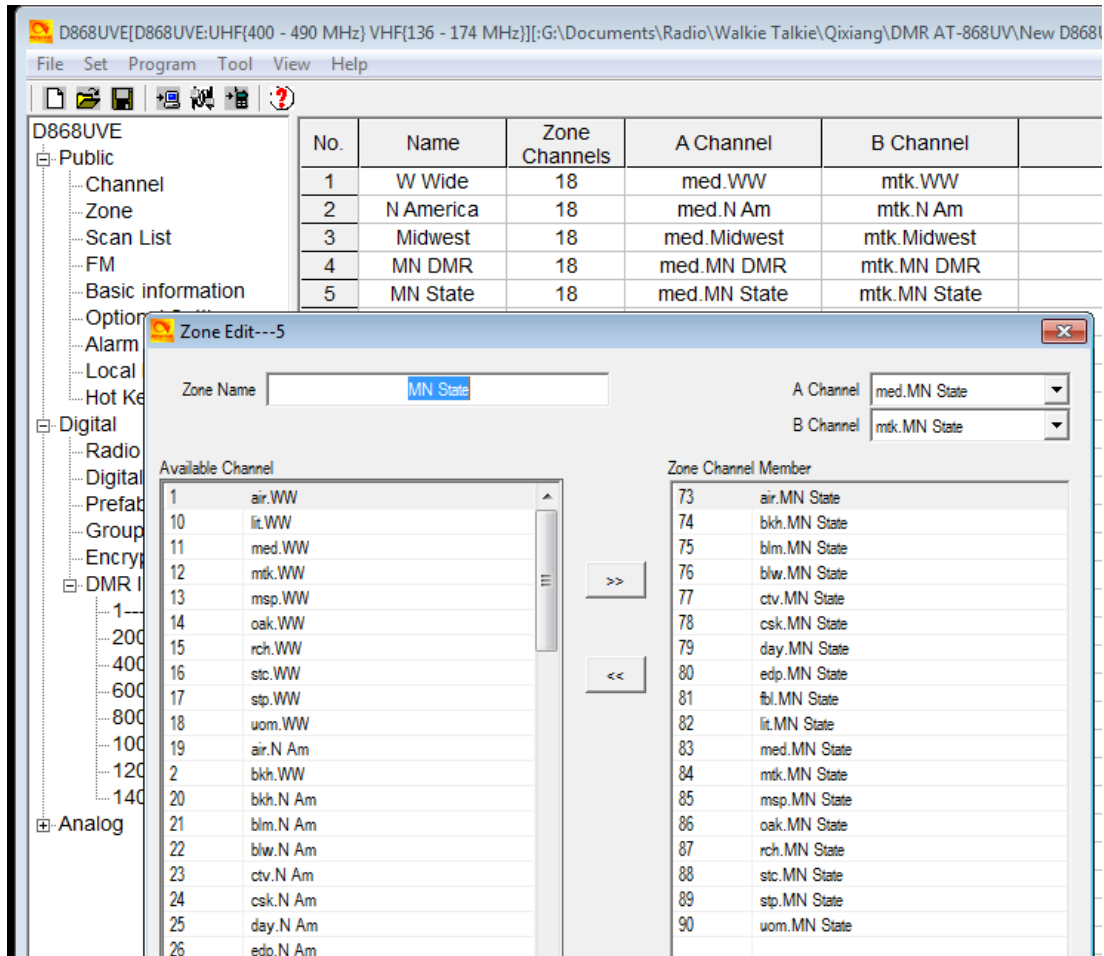 D868UVE[D868UVE:UHF{400 - 490 MHz} VHF{136 - 174 MHz}][:G:\Documents\Radio\Walkie Talkie\Qixiang\DMR AT-868UV\New D868U
File Set Program Tool View Help
D868UVE
Public
Channel
Zone
Scan List
FM
Basic information
Alarm
Local
Hot Ke
Digital
Radio
Digital
Prefab
Group
Encryp
DMR I
1---
200
400
600
800
100
120
140
Analog
No. Name Zone Channels A Channel B Channel
1 W Wide 18 med.WW mtk.WW
2 N America 18 med.N Am mtk.N Am
3 Midwest 18 med.Midwest mtk.Midwest
4 MN DMR 18 med.MN DMR mtk.MN DMR
5 MN State 18 med.MN State mtk.MN State
Zone Edit---5
Zone Name MN State
A Channel med.MN State
B Channel mtk.MN State
Available Channel
1 air.WW
10 lit.WW
11 med.WW
12 mtk.WW
13 msp.WW
14 oak.WW
15 rch.WW
16 stc.WW
17 stp.WW
18 uom.WW
19 air.N Am
2 bkh.WW
20 bkh.N Am
21 blm.N Am
22 blw.N Am
23 ctv.N Am
24 csk.N Am
25 day.N Am
26 edp.N Am
>>
<<
Zone Channel Member
73 air.MN State
74 bkh.MN State
75 blm.MN State
76 blw.MN State
77 ctv.MN State
78 csk.MN State
79 day.MN State
80 edp.MN State
81 fbl.MN State
82 lit.MN State
83 med.MN State
84 mtk.MN State
85 msp.MN State
86 oak.MN State
87 rch.MN State
88 stc.MN State
89 stp.MN State
90 uom.MN State